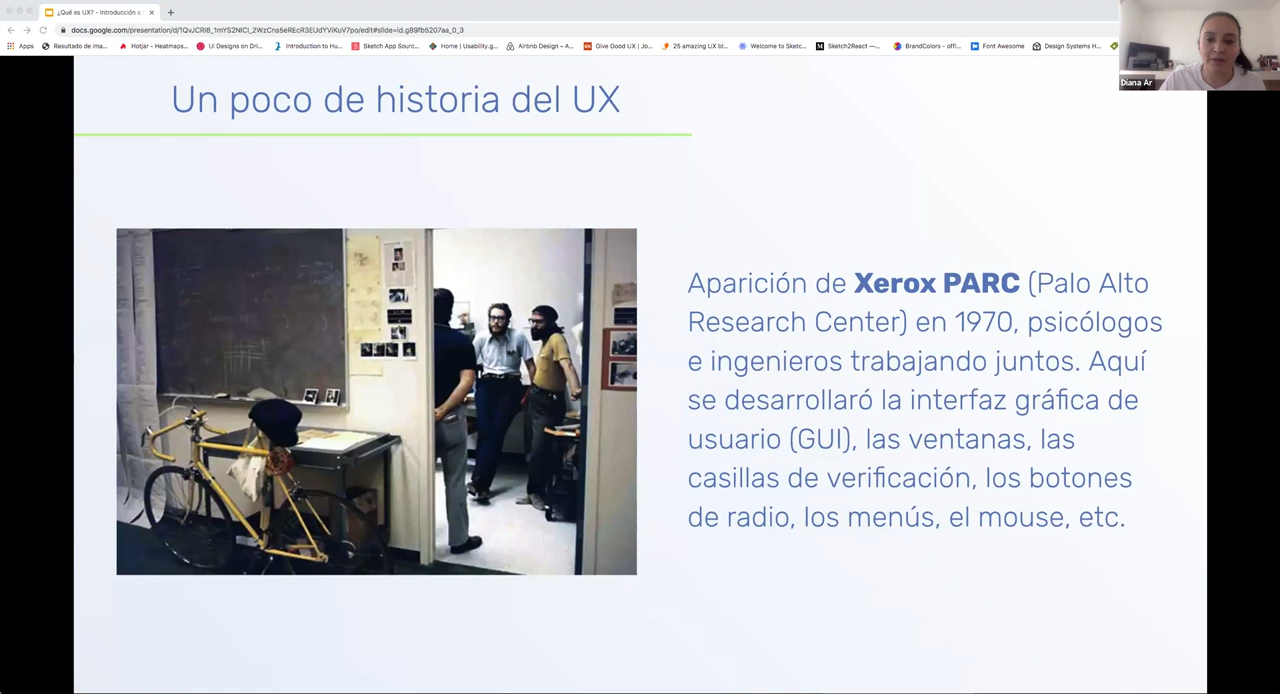 ¿Qué es UX? - Introducción a
docs.google.com/presentation/d/1QvJCRI8_1mYS2NlCl_2WzCns5eREcR3EUdYVlKuV7po/edit#slide=id.g89fb5207aa_0_3
Apps Resultado de ima... Hotjar - Heatmaps... Ui Designs on Dri... Introduction to Hu... Sketch App Sourc... Home | Usability.g... Airbnb Design – A... Give Good UX | Jo... 25 amazing UX bl... Welcome to Sketc... Sketch2React —... BrandColors - offi... Font Awesome Design Systems H...
Diana Ar
Un poco de historia del UX
Aparición de Xerox PARC (Palo Alto
Research Center) en 1970, psicólogos
e ingenieros trabajando juntos. Aquí
se desarrollaró la interfaz gráfica de
usuario (GUI), las ventanas, las
casillas de verificación, los botones
de radio, los menús, el mouse, etc.